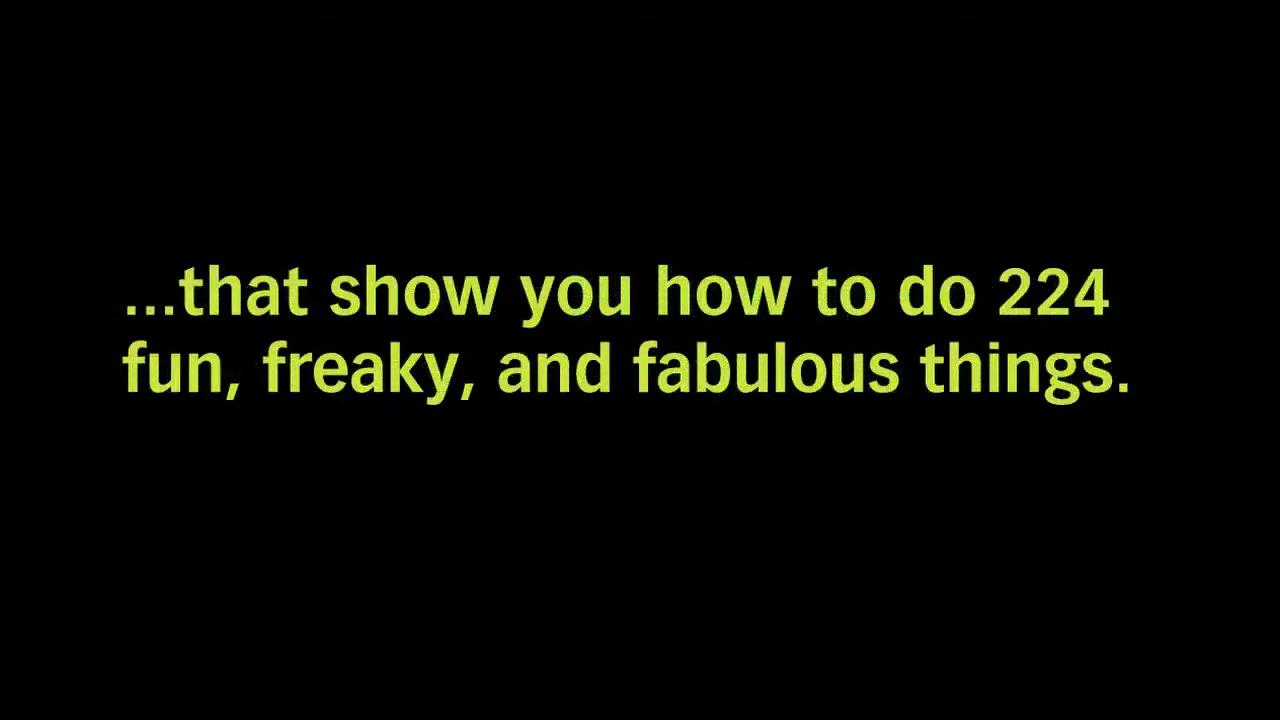 ...that show you how to do 224
fun, freaky, and fabulous things.